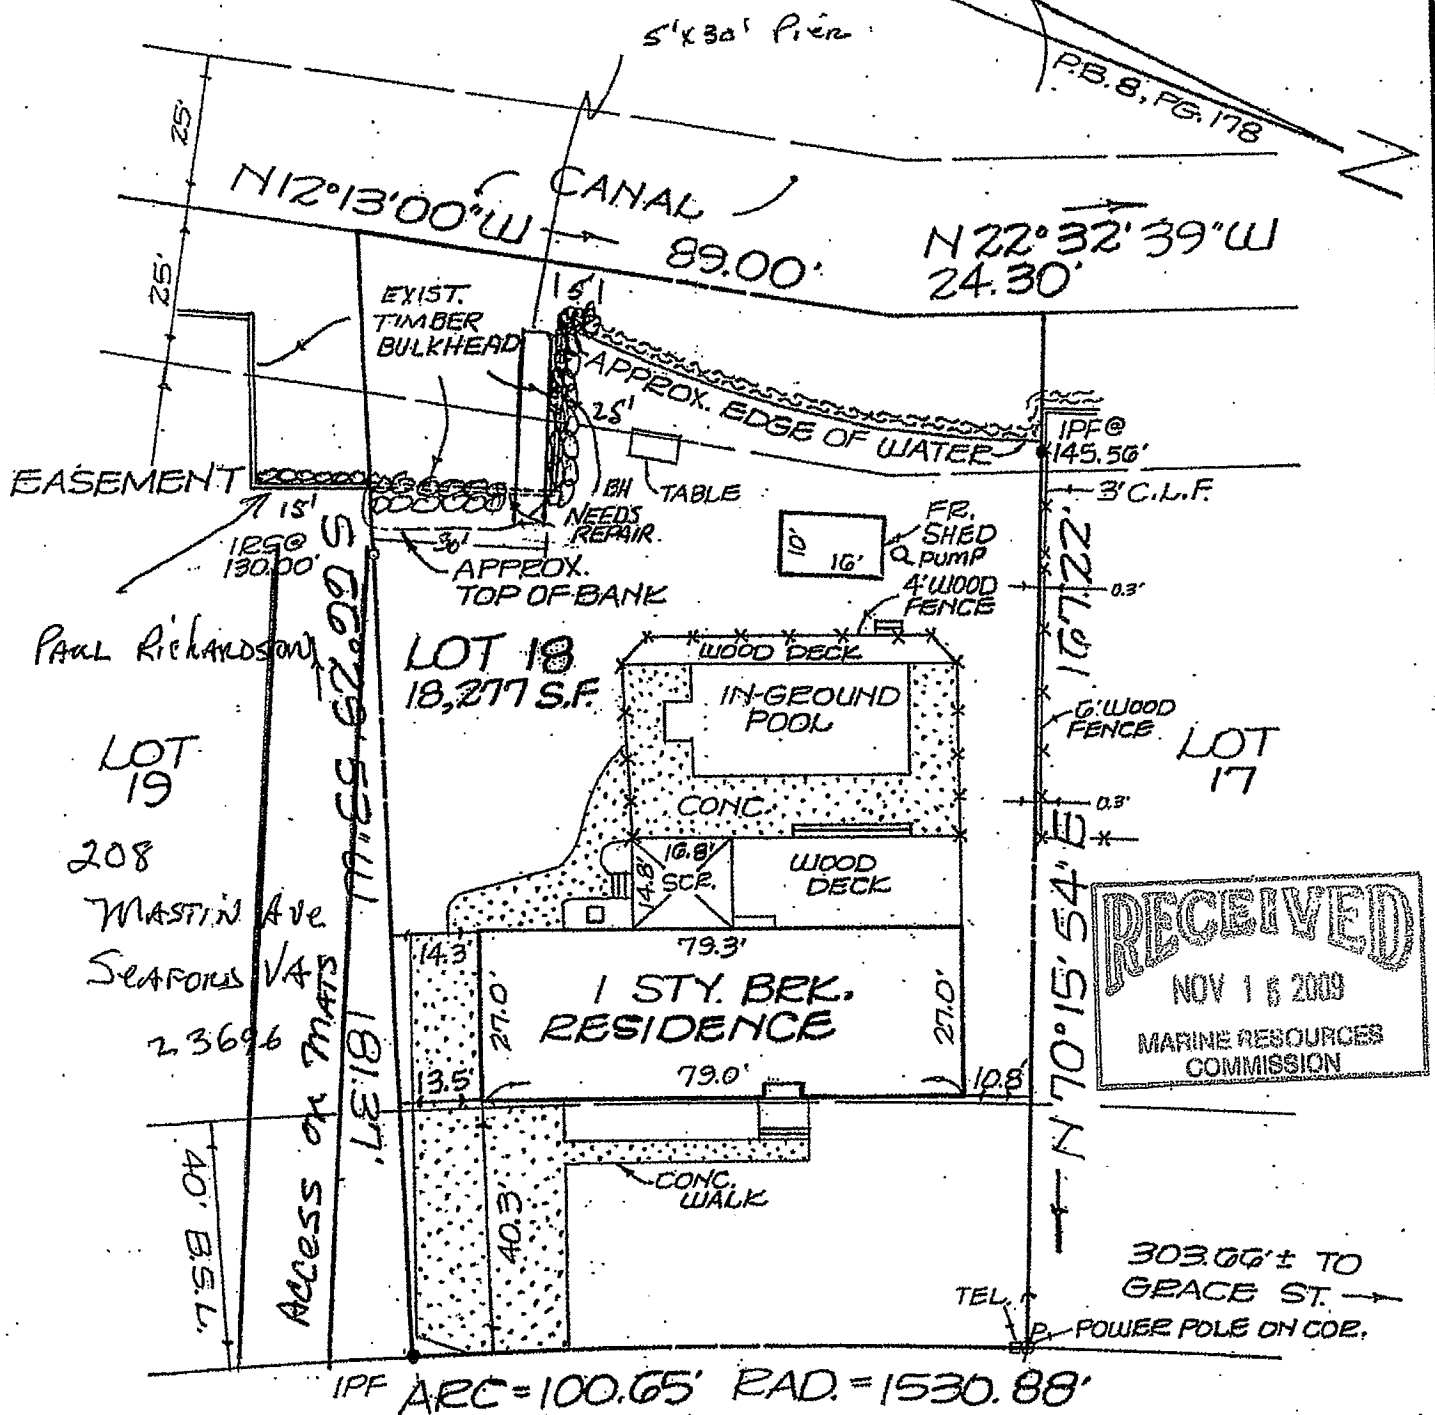 5'x30' Pier
P.B. 8, PG. 178
25'
N12°13'00"W
CANAL
89.00'
N22°32'39"W
24.30'
25'
EXIST.
TIMBER
BULKHEAD
15'
APPROX. EDGE OF WATER
25'
IPF@
145.56'
EASEMENT
15'
BH
NEEDS
REPAIR.
TABLE
3' C.L.F.
IRS@
130.00'
30'
APPROX.
TOP OF BANK
10'
16'
FR.
SHED
PUMP
4' WOOD
FENCE
0.3'
167.22'
PAUL RICHARDSON
LOT 18
18,277 S.F.
WOOD DECK
IN-GROUND
POOL
6' WOOD
FENCE
LOT
17
LOT
19
CONC.
0.3'
208
MASTIN Ave
SEAFORD VA
23696
16.8'
14.8'
SCR.
WOOD
DECK
Access on MATS
181.37'
14.3'
79.3'
27.0'
1 STY. BRK.
RESIDENCE
27.0'
79.0'
13.5'
10.8'
N 70°15'54" E
RECEIVED
NOV 16 2009
MARINE RESOURCES
COMMISSION
CONC.
WALK
40' B.S.L.
40.3'
303.66'± TO
GRACE ST.
TEL.
P.
POWER POLE ON COR.
IPF
ARC = 100.65' RAD. = 1530.88'